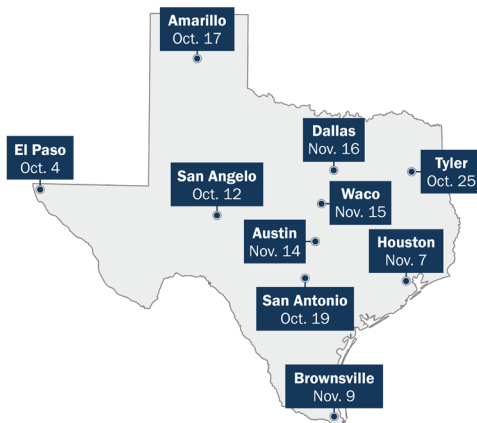 Amarillo
Oct. 17
Dallas
Nov. 16
El Paso
Oct. 4
Tyler
Oct. 25
San Angelo
Oct. 12
Waco
Nov. 15
Austin
Nov. 14
Houston
Nov. 7
San Antonio
Oct. 19
Brownsville
Nov. 9